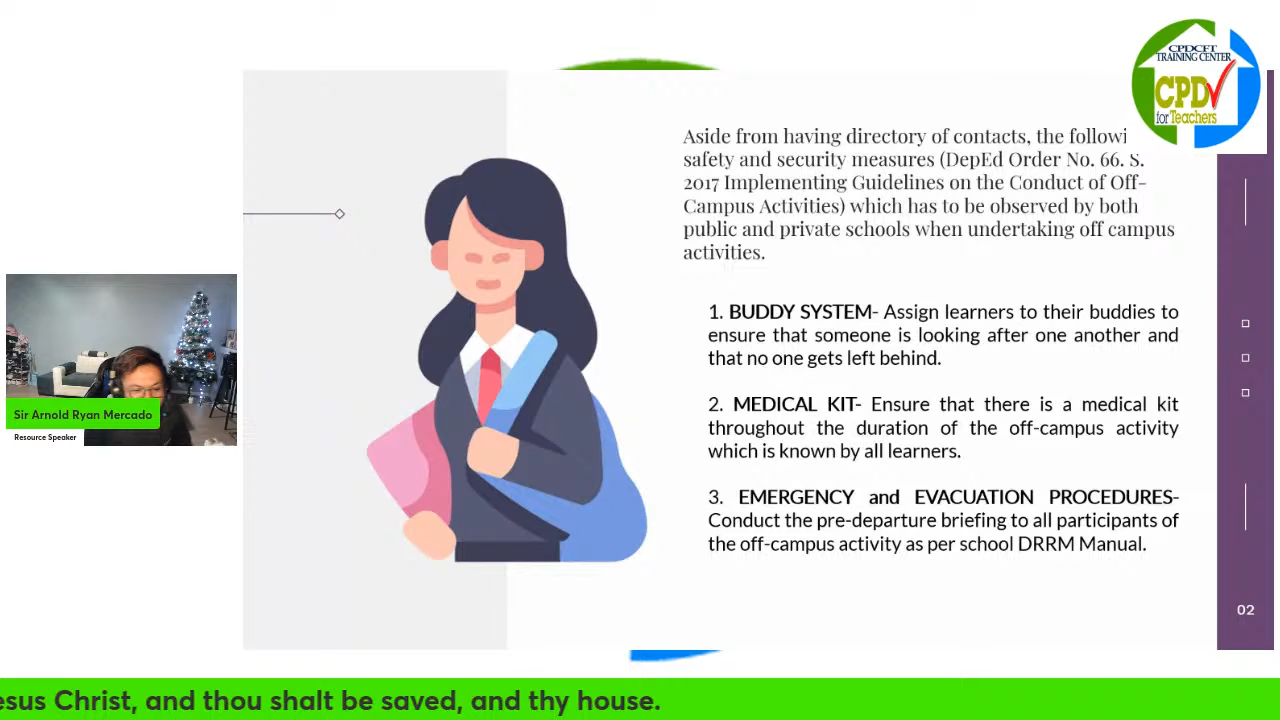 CPDCFT
TRAINING CENTER
CPD
for Teachers
Aside from having directory of contacts, the followi
safety and security measures (DepEd Order No. 66. S.
2017 Implementing Guidelines on the Conduct of Off-
Campus Activities) which has to be observed by both
public and private schools when undertaking off campus
activities.
1. BUDDY SYSTEM- Assign learners to their buddies to
ensure that someone is looking after one another and
that no one gets left behind.
2. MEDICAL KIT- Ensure that there is a medical kit
throughout the duration of the off-campus activity
which is known by all learners.
3. EMERGENCY and EVACUATION PROCEDURES-
Conduct the pre-departure briefing to all participants of
the off-campus activity as per school DRRM Manual.
02
Sir Arnold Ryan Mercado
Resource Speaker
esus Christ, and thou shalt be saved, and thy house.